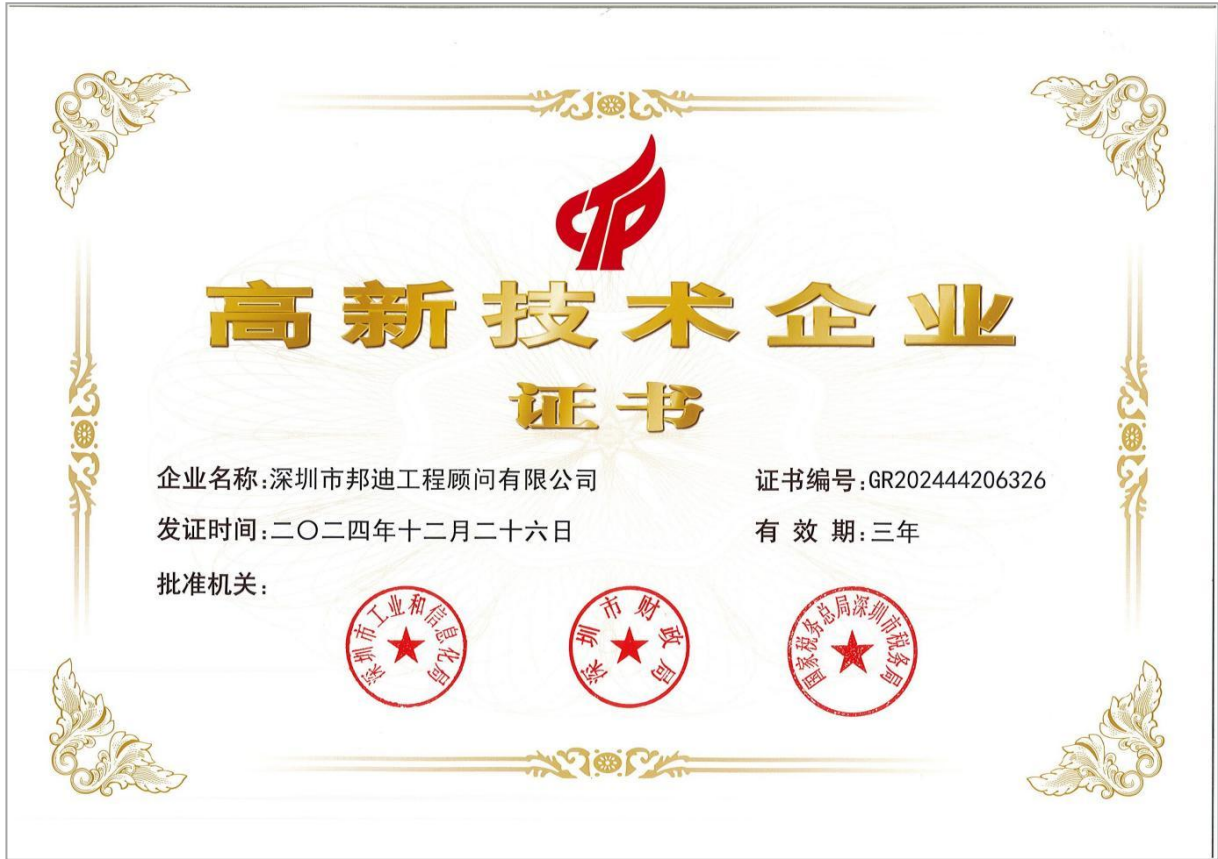 CTP
高新技术企业
证书
企业名称:深圳市邦迪工程顾问有限公司
证书编号:GR202444206326
发证时间:二〇二四年十二月二十六日
有 效 期:三年
批准机关:
深圳市工业和信息化局
深圳市财政局
国家税务总局深圳市税务局